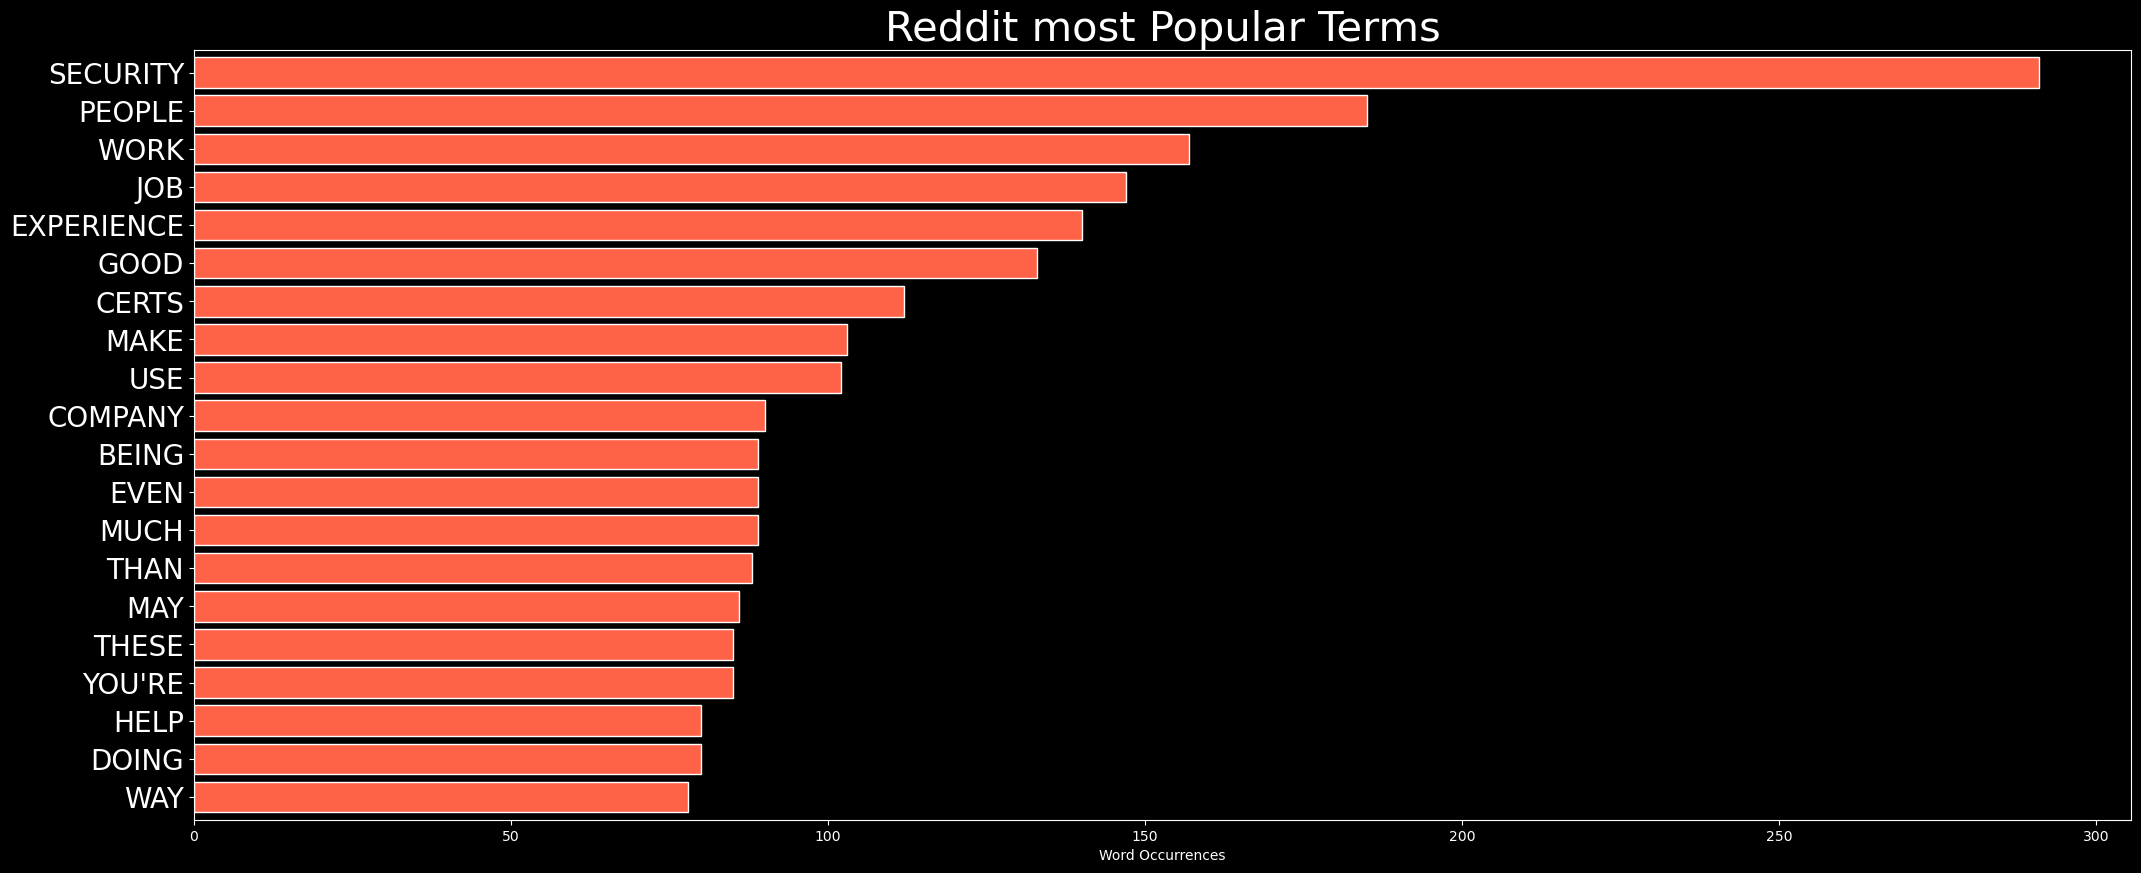 Reddit most Popular Terms
SECURITY
PEOPLE
WORK
JOB
EXPERIENCE
GOOD
CERTS
MAKE
USE
COMPANY
BEING
EVEN
MUCH
THAN
MAY
THESE
YOU'RE
HELP
DOING
WAY
0 50 100 150 200 250 300
Word Occurrences